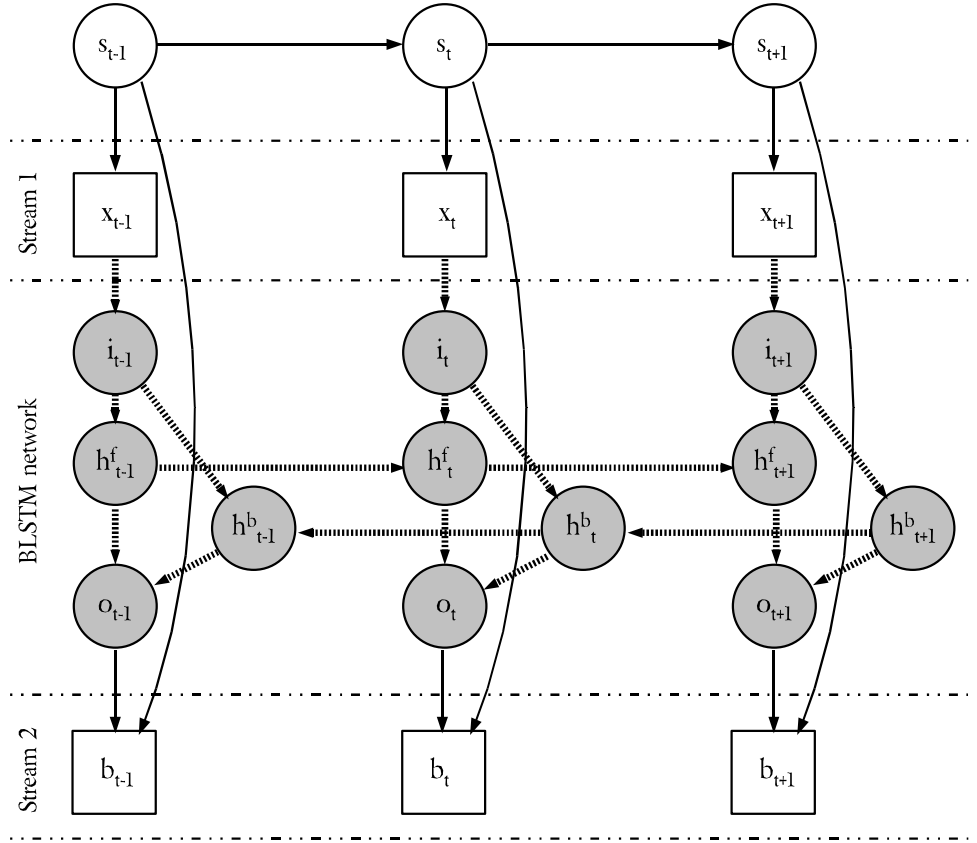 s_{t-1} s_t s_{t+1}
Stream 1
x_{t-1} x_t x_{t+1}
BLSTM network
i_{t-1} i_t i_{t+1}
h^f_{t-1} h^f_t h^f_{t+1}
h^b_{t-1} h^b_t h^b_{t+1}
o_{t-1} o_t o_{t+1}
Stream 2
b_{t-1} b_t b_{t+1}